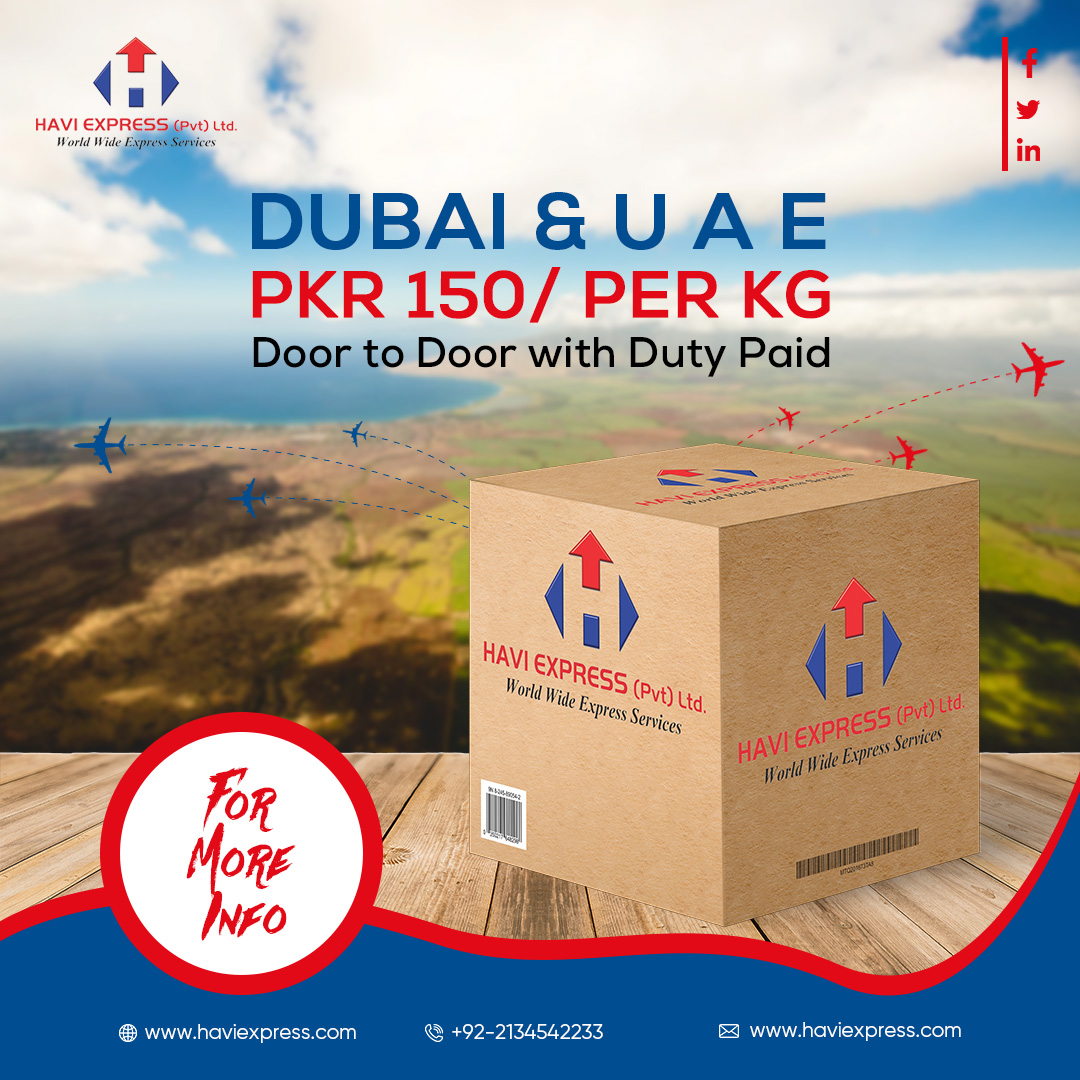 HAVI EXPRESS (Pvt) Ltd.
World Wide Express Services
DUBAI & U A E
PKR 150/ PER KG
Door to Door with Duty Paid
HAVI EXPRESS (Pvt) Ltd.
World Wide Express Services
HAVI EXPRESS (Pvt) Ltd.
World Wide Express Services
HAVI EXPRESS (Pvt) Ltd.
World Wide Express Services
For
More
Info
www.haviexpress.com
+92-2134542233
www.haviexpress.com